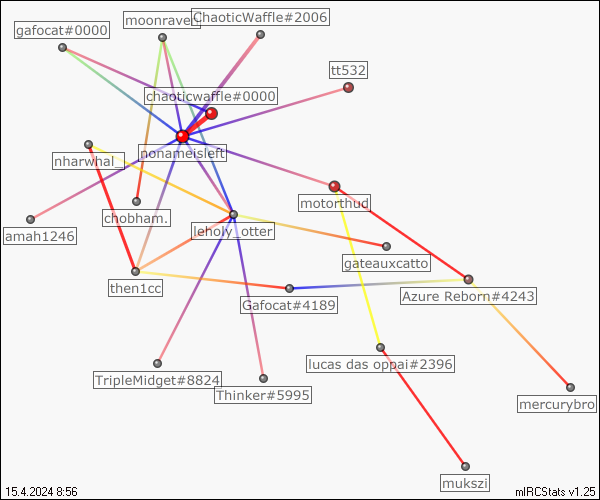 ChaoticWaffle#2006
moonrave
gafocat#0000
tt532
chaoticwaffle#0000
nonameisleft
nharwhal_
motorthud
chobham.
leholy_otter
amah1246
gateauxcatto
then1cc
Azure Reborn#4243
Gafocat#4189
lucas das oppai#2396
TripleMidget#8824
Thinker#5995
mercurybro
mukszi
15.4.2024 8:56
mIRCStats v1.25